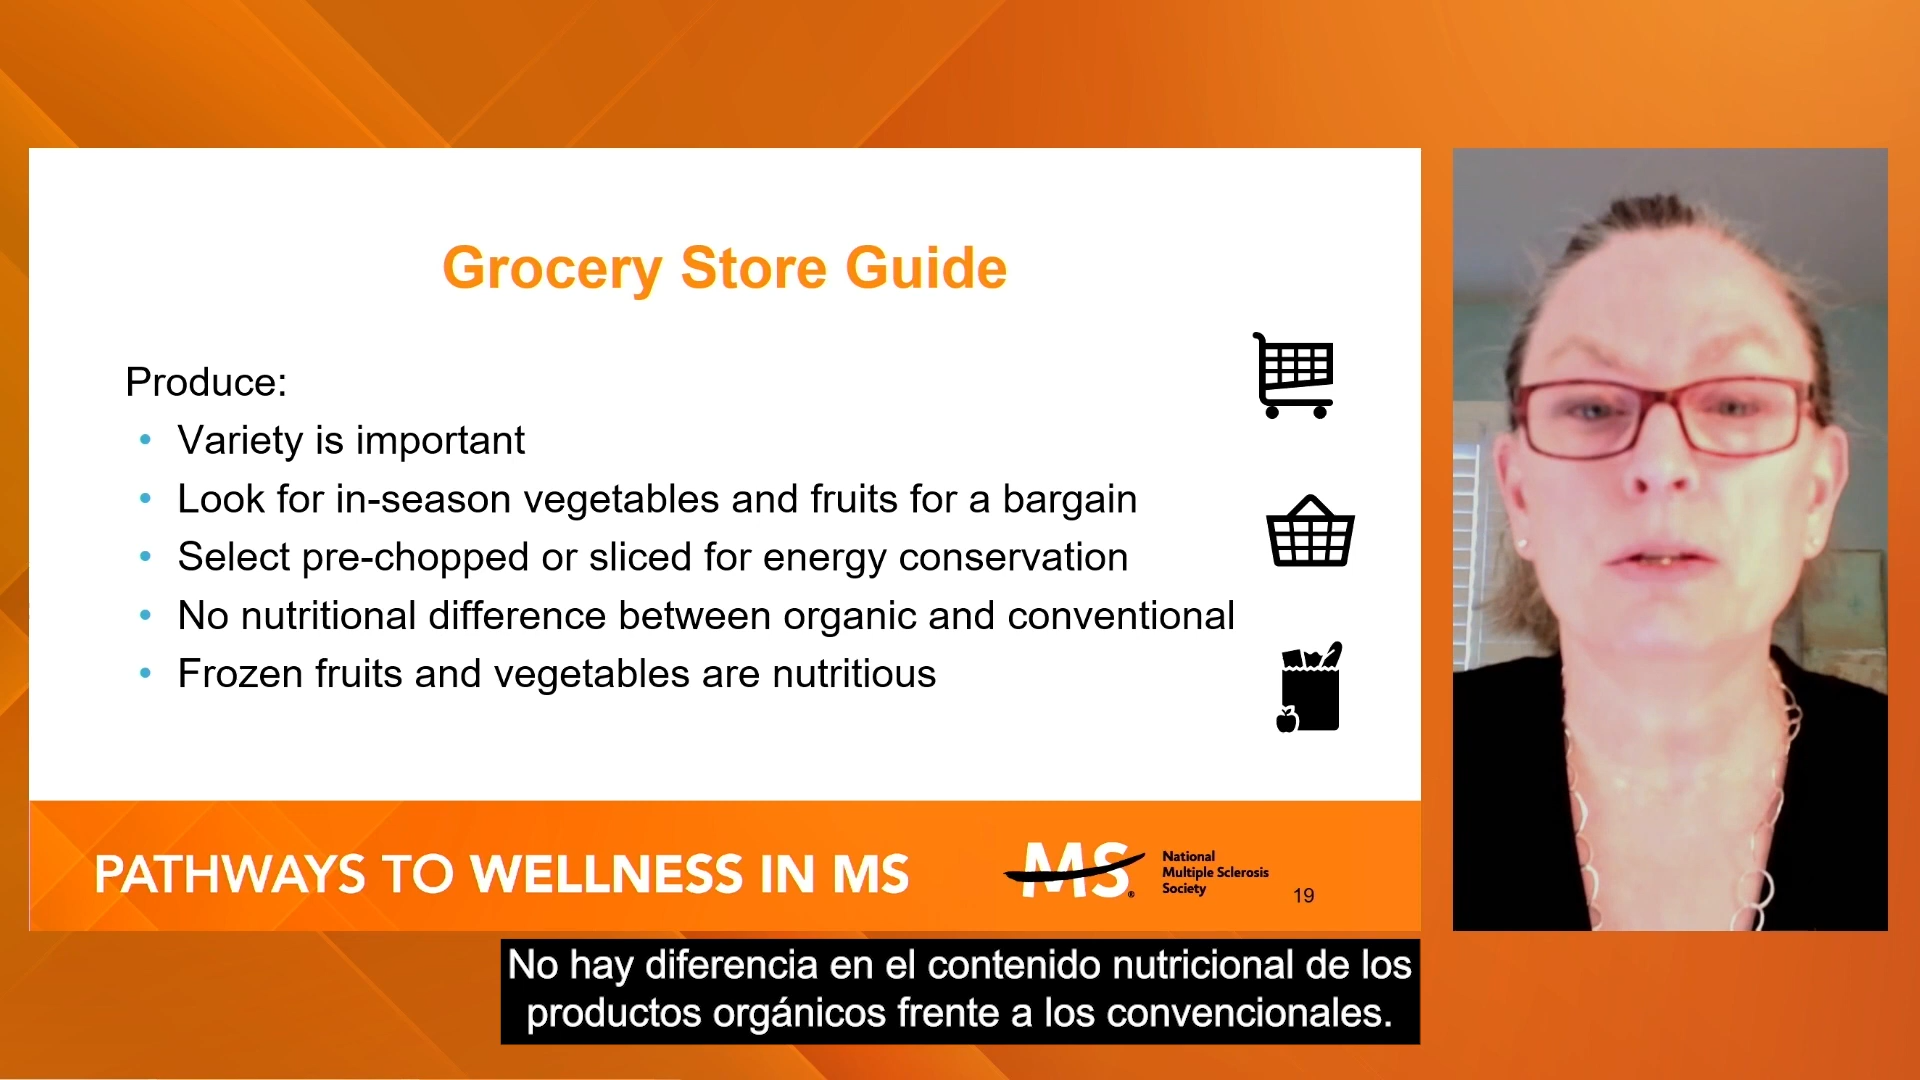 Grocery Store Guide
Produce:
• Variety is important
• Look for in-season vegetables and fruits for a bargain
• Select pre-chopped or sliced for energy conservation
• No nutritional difference between organic and conventional
• Frozen fruits and vegetables are nutritious
PATHWAYS TO WELLNESS IN MS
MS®
National
Multiple Sclerosis
Society
19
No hay diferencia en el contenido nutricional de los
productos orgánicos frente a los convencionales.